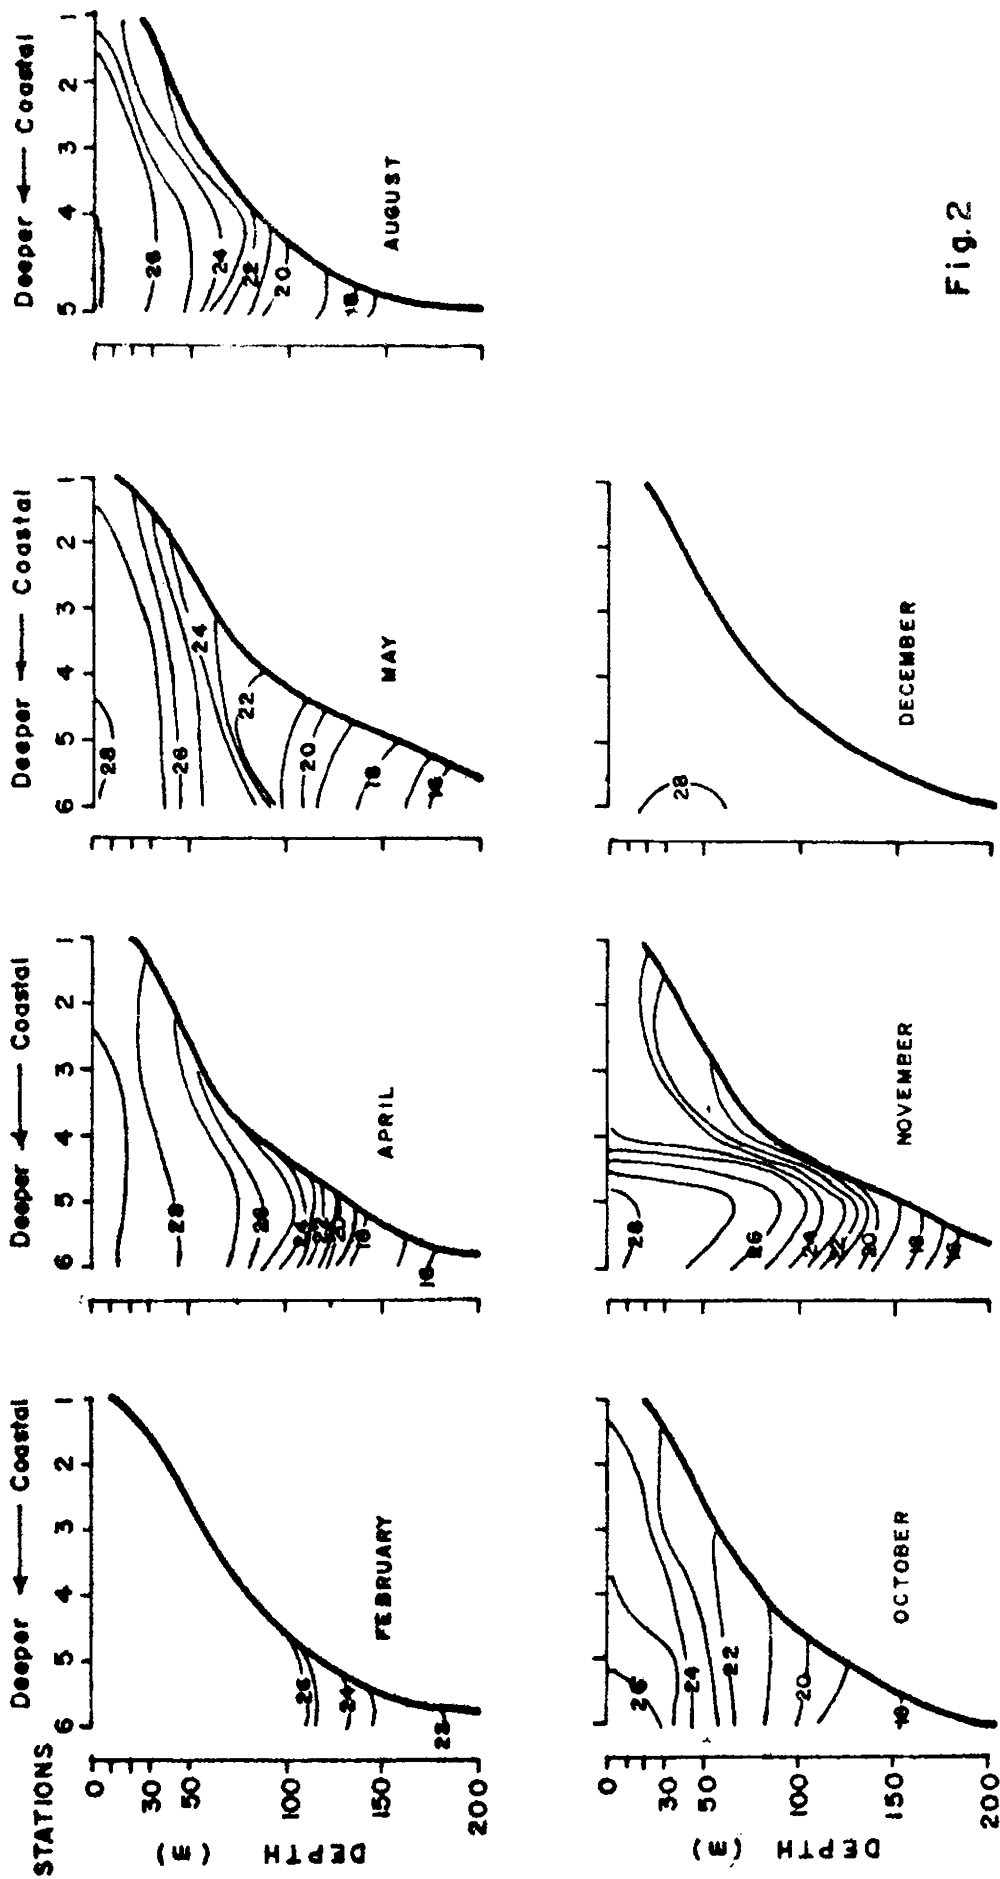 Deeper ← Coastal
Deeper ← Coastal
Deeper ← Coastal
Deeper ← Coastal
STATIONS 6 5 4 3 2 1
6 5 4 3 2 1
6 5 4 3 2 1
5 4 3 2 1
DEPTH (m)
0
30
50
100
150
200
26
24
22
FEBRUARY
28
26
24
22
20
18
16
APRIL
28
26
24
22
20
18
16
MAY
26
24
22
20
18
AUGUST
DEPTH (m)
0
30
50
100
150
200
26
24
22
20
18
OCTOBER
28
26
24
22
20
18
16
NOVEMBER
28
DECEMBER
Fig. 2